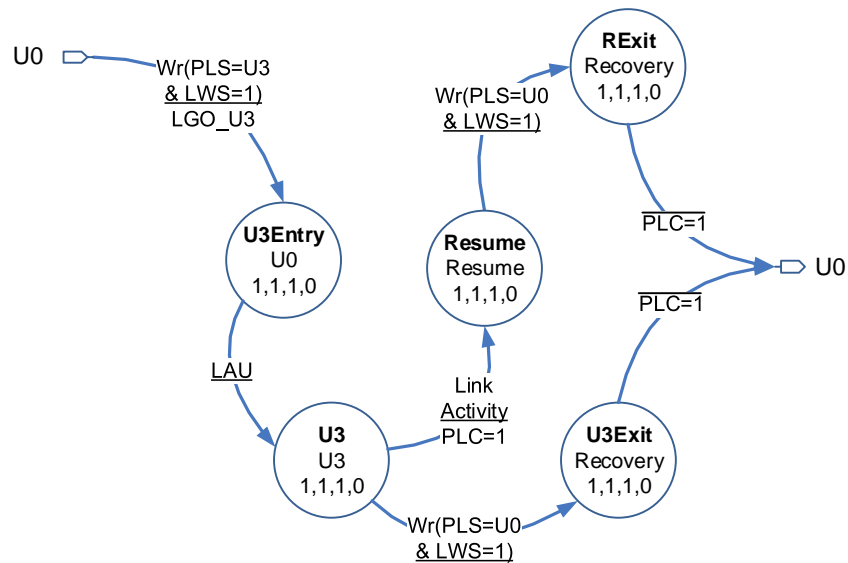 U0
Wr(PLS=U3
& LWS=1)
LGO_U3
U3Entry
U0
1,1,1,0
LAU
U3
U3
1,1,1,0
Link
Activity
PLC=1
Resume
Resume
1,1,1,0
Wr(PLS=U0
& LWS=1)
RExit
Recovery
1,1,1,0
PLC=1
U0
PLC=1
U3Exit
Recovery
1,1,1,0
Wr(PLS=U0
& LWS=1)